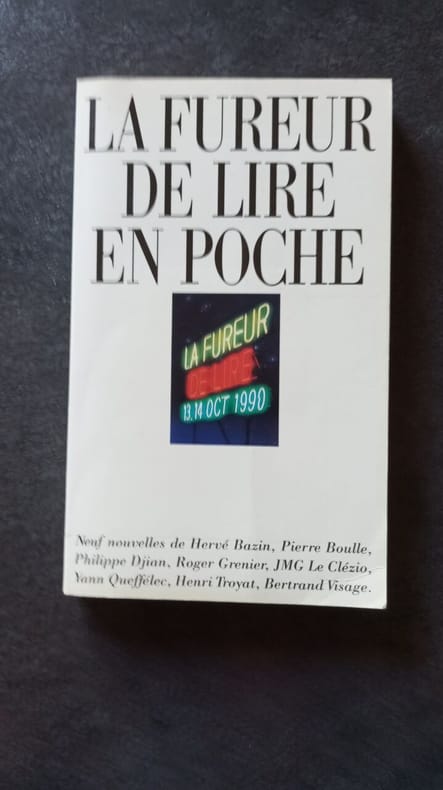 LA FUREUR
DE LIRE
EN POCHE
LA FUREUR
DE LIRE
13.14 OCT 1990
Neuf nouvelles de Hervé Bazin, Pierre Boulle,
Philippe Djian, Roger Grenier, JMG Le Clézio,
Yann Queffélec, Henri Troyat, Bertrand Visage.